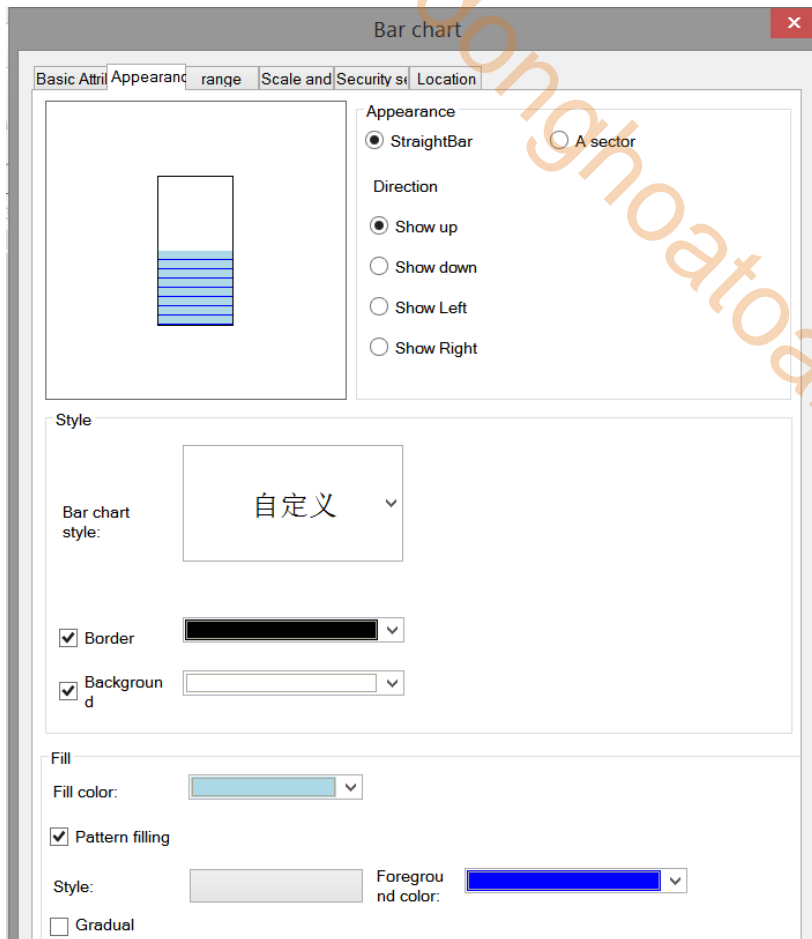 Bar chart
Basic Attril Appearanc range Scale and Security se Location
Appearance
StraightBar A sector
Direction
Show up
Show down
Show Left
Show Right
Style
自定义
Bar chart
style:
Border
Backgroun
d
Fill
Fill color:
Pattern filling
Style:
Foregrou
nd color:
Gradual